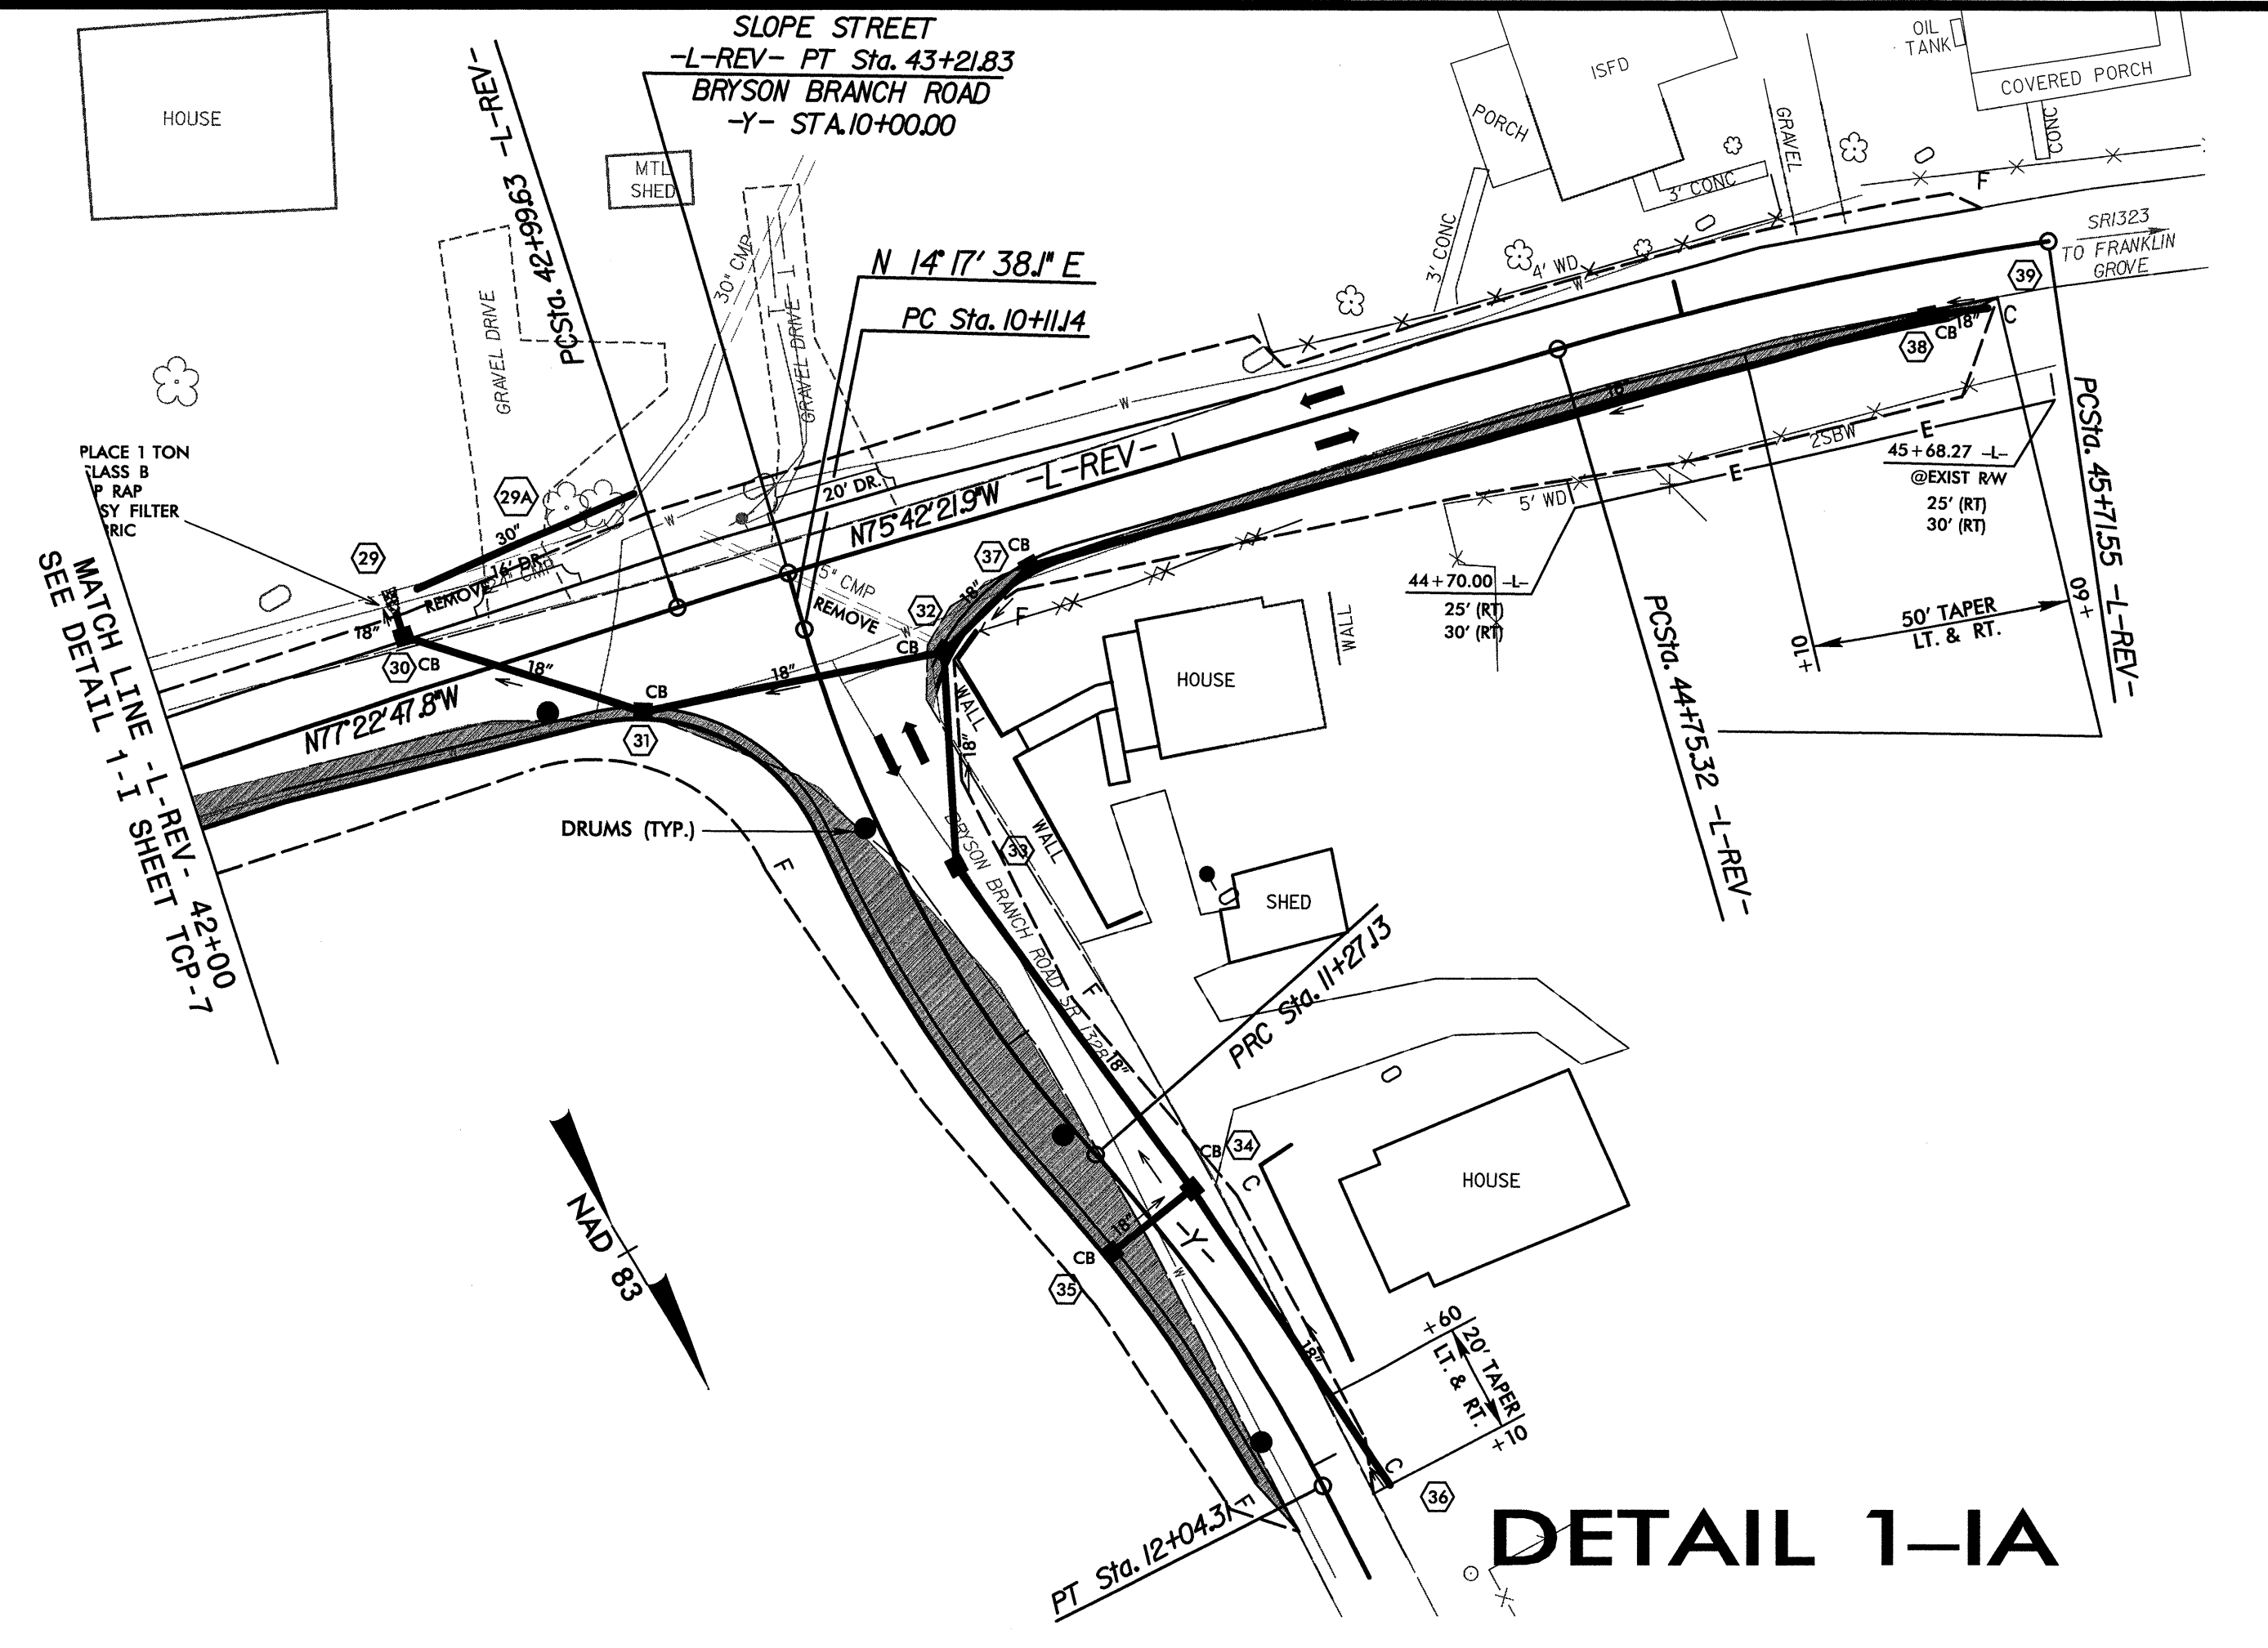 SLOPE STREET
-L-REV- PT Sta. 43+21.83
BRYSON BRANCH ROAD
-Y- STA.10+00.00
HOUSE
MTL
SHED
PCSta. 42+99.63 -L-REV-
N 14°17' 38.1" E
PC Sta. 10+11.14
ISFD
PORCH
OIL
TANK
COVERED PORCH
CONC
GRAVEL
3' CONC
3' CONC
4' WD
F
SR1323
TO FRANKLIN
GROVE
39
C
18"
CB
38
18"
W
30" CMP
GRAVEL DRIVE
GRAVEL DRIVE
T
T
W
W
PLACE 1 TON
LASS B
P RAP
SY FILTER
RIC
29A
30"
29
16' DR.
24" CMP
REMOVE
18"
30
CB
18"
20' DR.
N75°42'21.9"W
-L-REV-
15" CMP
REMOVE
W
37
CB
18"
32
CB
F
2SBW
E
E
45+68.27 -L-
@EXIST R/W
25' (RT)
30' (RT)
5' WD
44+70.00 -L-
25' (RT)
30' (RT)
PCSta. 45+71.55 -L-REV-
PCSta. 44+75.32 -L-REV-
50' TAPER
LT. & RT.
+10
+60
WALL
HOUSE
WALL
WALL
18"
18"
CB
31
N77°22'47.8"W
MATCH LINE -L-REV- 42+00
SEE DETAIL 1-I SHEET TCP-7
DRUMS (TYP.)
F
33
BRYSON BRANCH ROAD SR 1328
F
18"
SHED
PRC Sta. 11+27.13
CB
34
C
HOUSE
18"
CB
35
-Y-
W
NAD 83
18"
+60
20' TAPER
LT. & RT.
+10
C
36
F
PT Sta. 12+04.31
DETAIL 1-IA